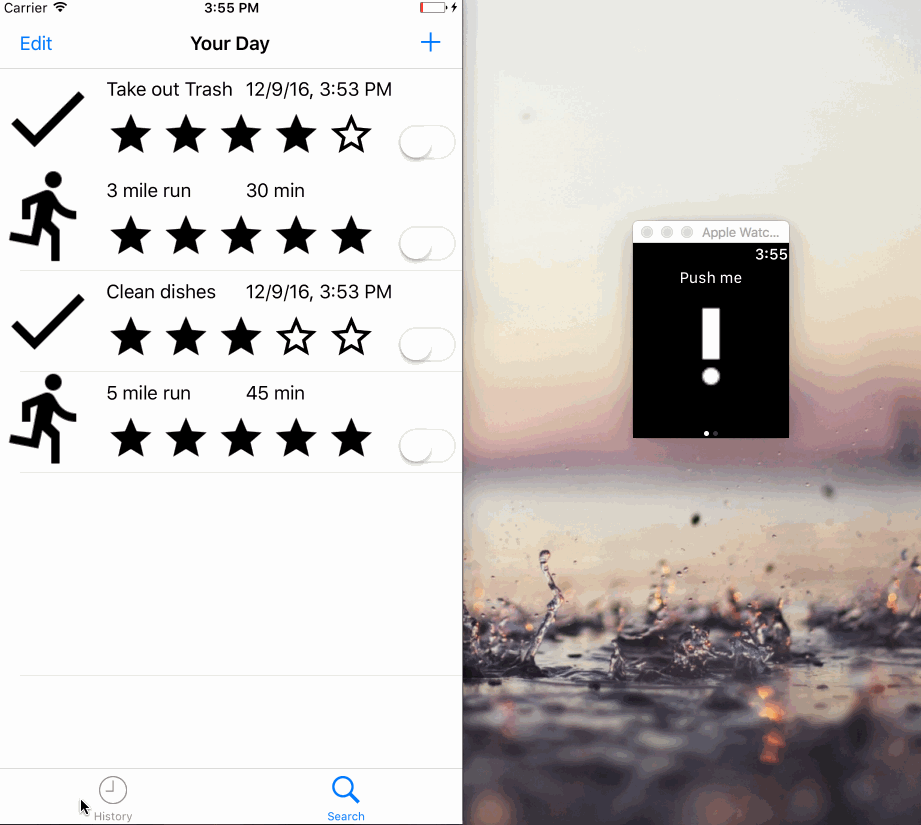 Carrier 3:55 PM
Edit Your Day +
Take out Trash 12/9/16, 3:53 PM
3 mile run 30 min
Clean dishes 12/9/16, 3:53 PM
5 mile run 45 min
History Search
Apple Watc...
3:55
Push me
!